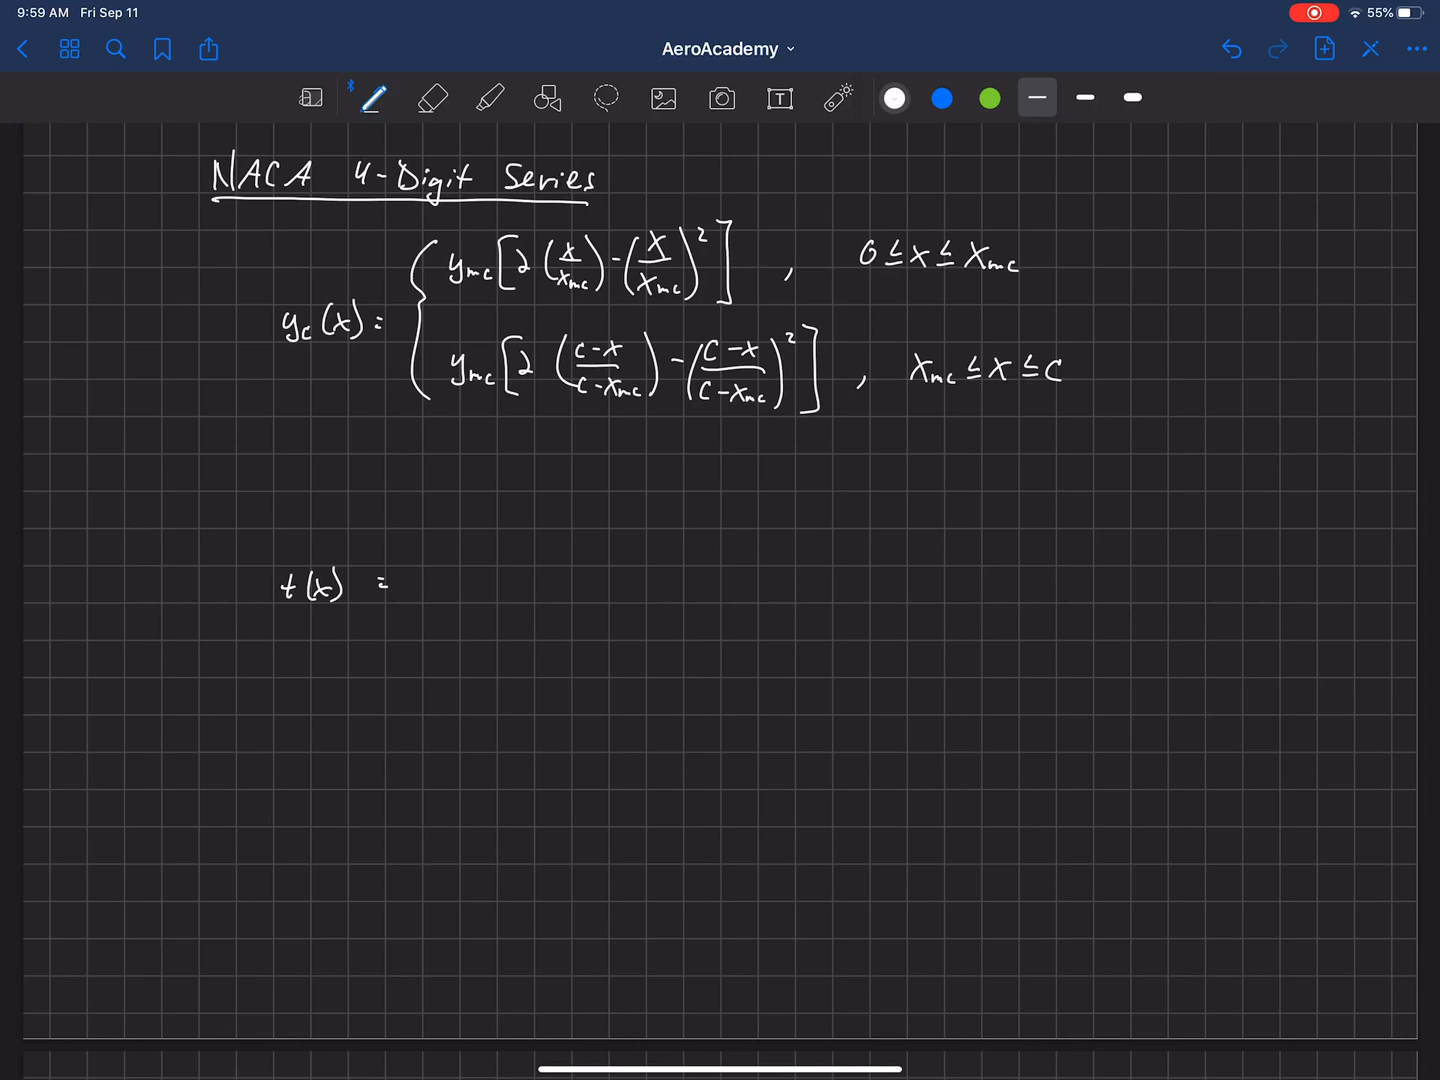 9:59 AM Fri Sep 11 55%
AeroAcademy
NACA 4-Digit Series
y_c(x) = { y_mc [ 2 (x/x_mc) - (x/x_mc)^2 ] , 0 ≤ x ≤ x_mc
y_mc [ 2 ((c-x)/(c-x_mc)) - ((c-x)/(c-x_mc))^2 ] , x_mc ≤ x ≤ c
t(x) =